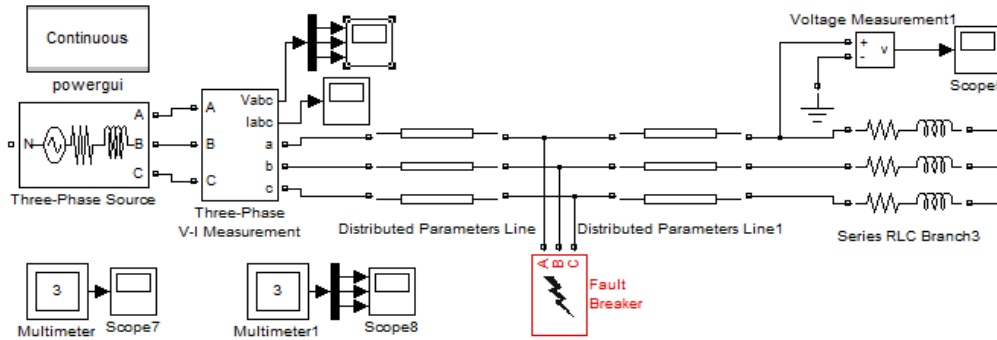 Continuous
powergui
Voltage Measurement1
+
-
v
Vabc
Iabc
A
B
C
N
A
B
C
a
b
c
Three-Phase Source
Three-Phase
V-I Measurement
Distributed Parameters Line
Distributed Parameters Line1
Series RLC Branch3
A B C
Fault
Breaker
3
Multimeter
Scope7
3
Multimeter1
Scope8